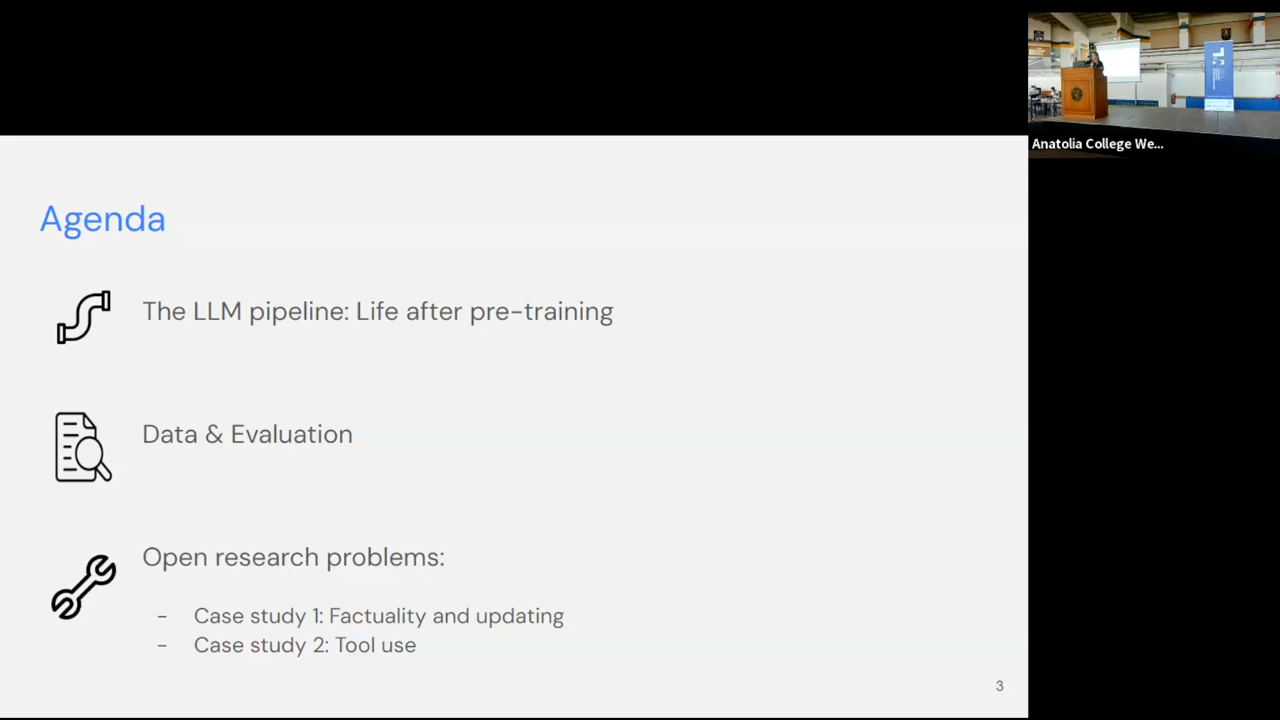 Agenda
The LLM pipeline: Life after pre-training
Data & Evaluation
Open research problems:
- Case study 1: Factuality and updating
- Case study 2: Tool use
3
Anatolia College We...